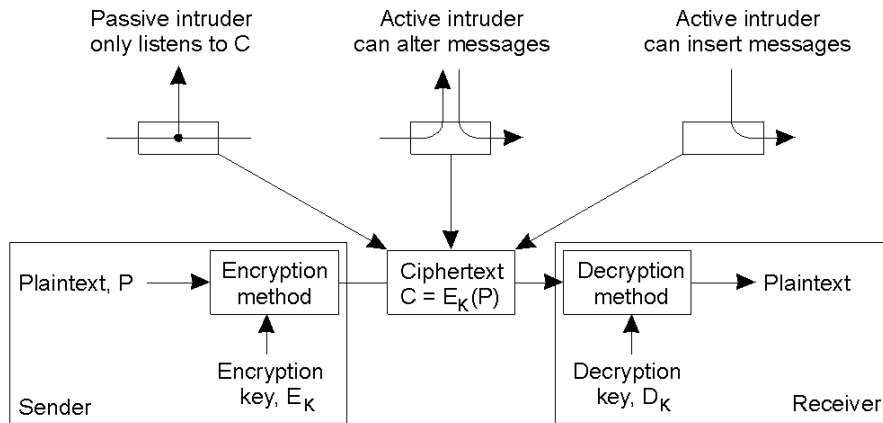 Passive intruder
only listens to C
Active intruder
can alter messages
Active intruder
can insert messages
Plaintext, P
Encryption
method
Ciphertext
C = E_K(P)
Decryption
method
Plaintext
Encryption
key, E_K
Decryption
key, D_K
Sender
Receiver